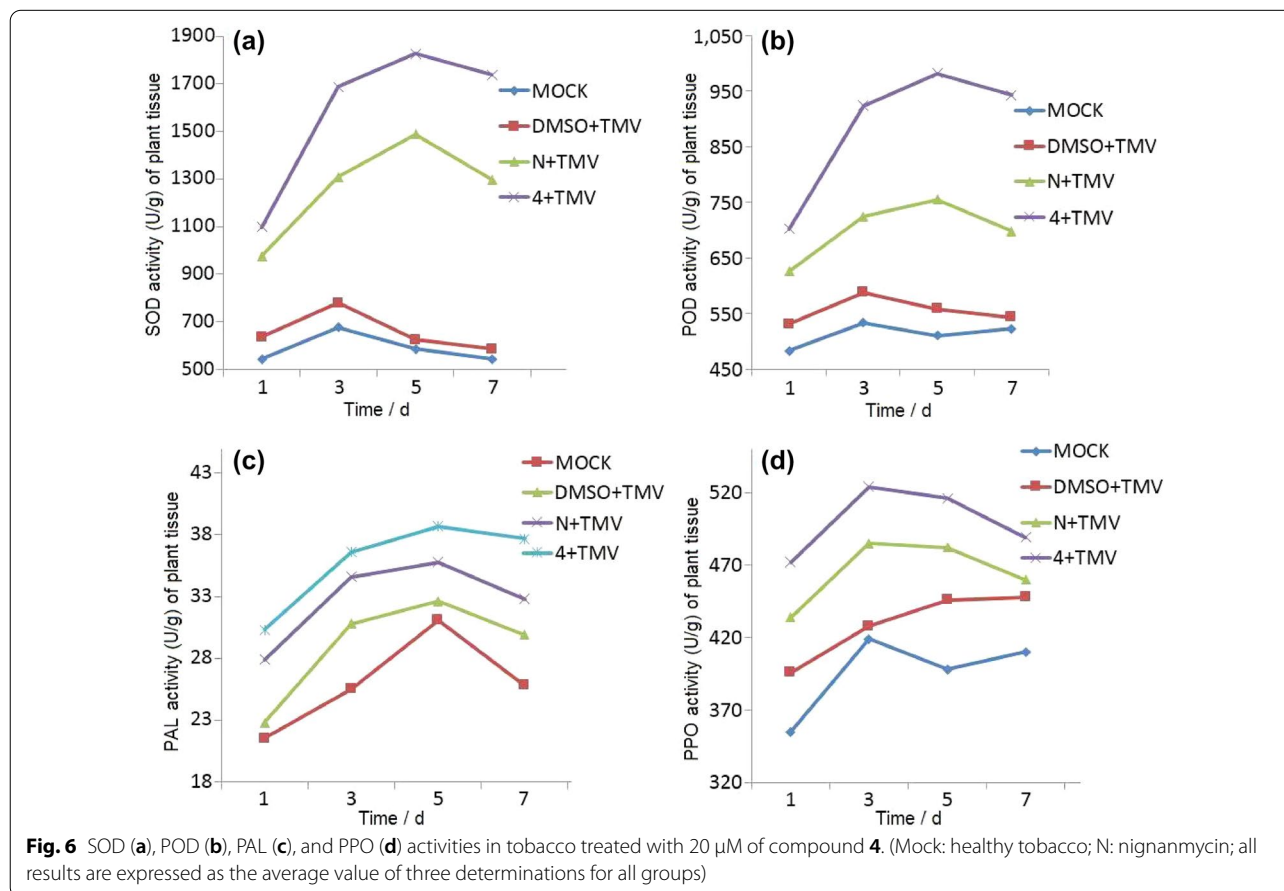 (a)
SOD activity (U/g) of plant tissue
1900
1700
1500
1300
1100
900
700
500
1
3
5
7
Time / d
MOCK
DMSO+TMV
N+TMV
4+TMV
(b)
POD activity (U/g) of plant tissue
1,050
950
850
750
650
550
450
1
3
5
7
Time / d
MOCK
DMSO+TMV
N+TMV
4+TMV
(c)
PAL activity (U/g) of plant tissue
43
38
33
28
23
18
1
3
5
7
Time / d
MOCK
DMSO+TMV
N+TMV
4+TMV
(d)
PPO activity (U/g) of plant tissue
520
470
420
370
320
1
3
5
7
Time / d
MOCK
DMSO+TMV
N+TMV
4+TMV
Fig. 6 SOD (a), POD (b), PAL (c), and PPO (d) activities in tobacco treated with 20 μM of compound 4. (Mock: healthy tobacco; N: nignanmycin; all
results are expressed as the average value of three determinations for all groups)